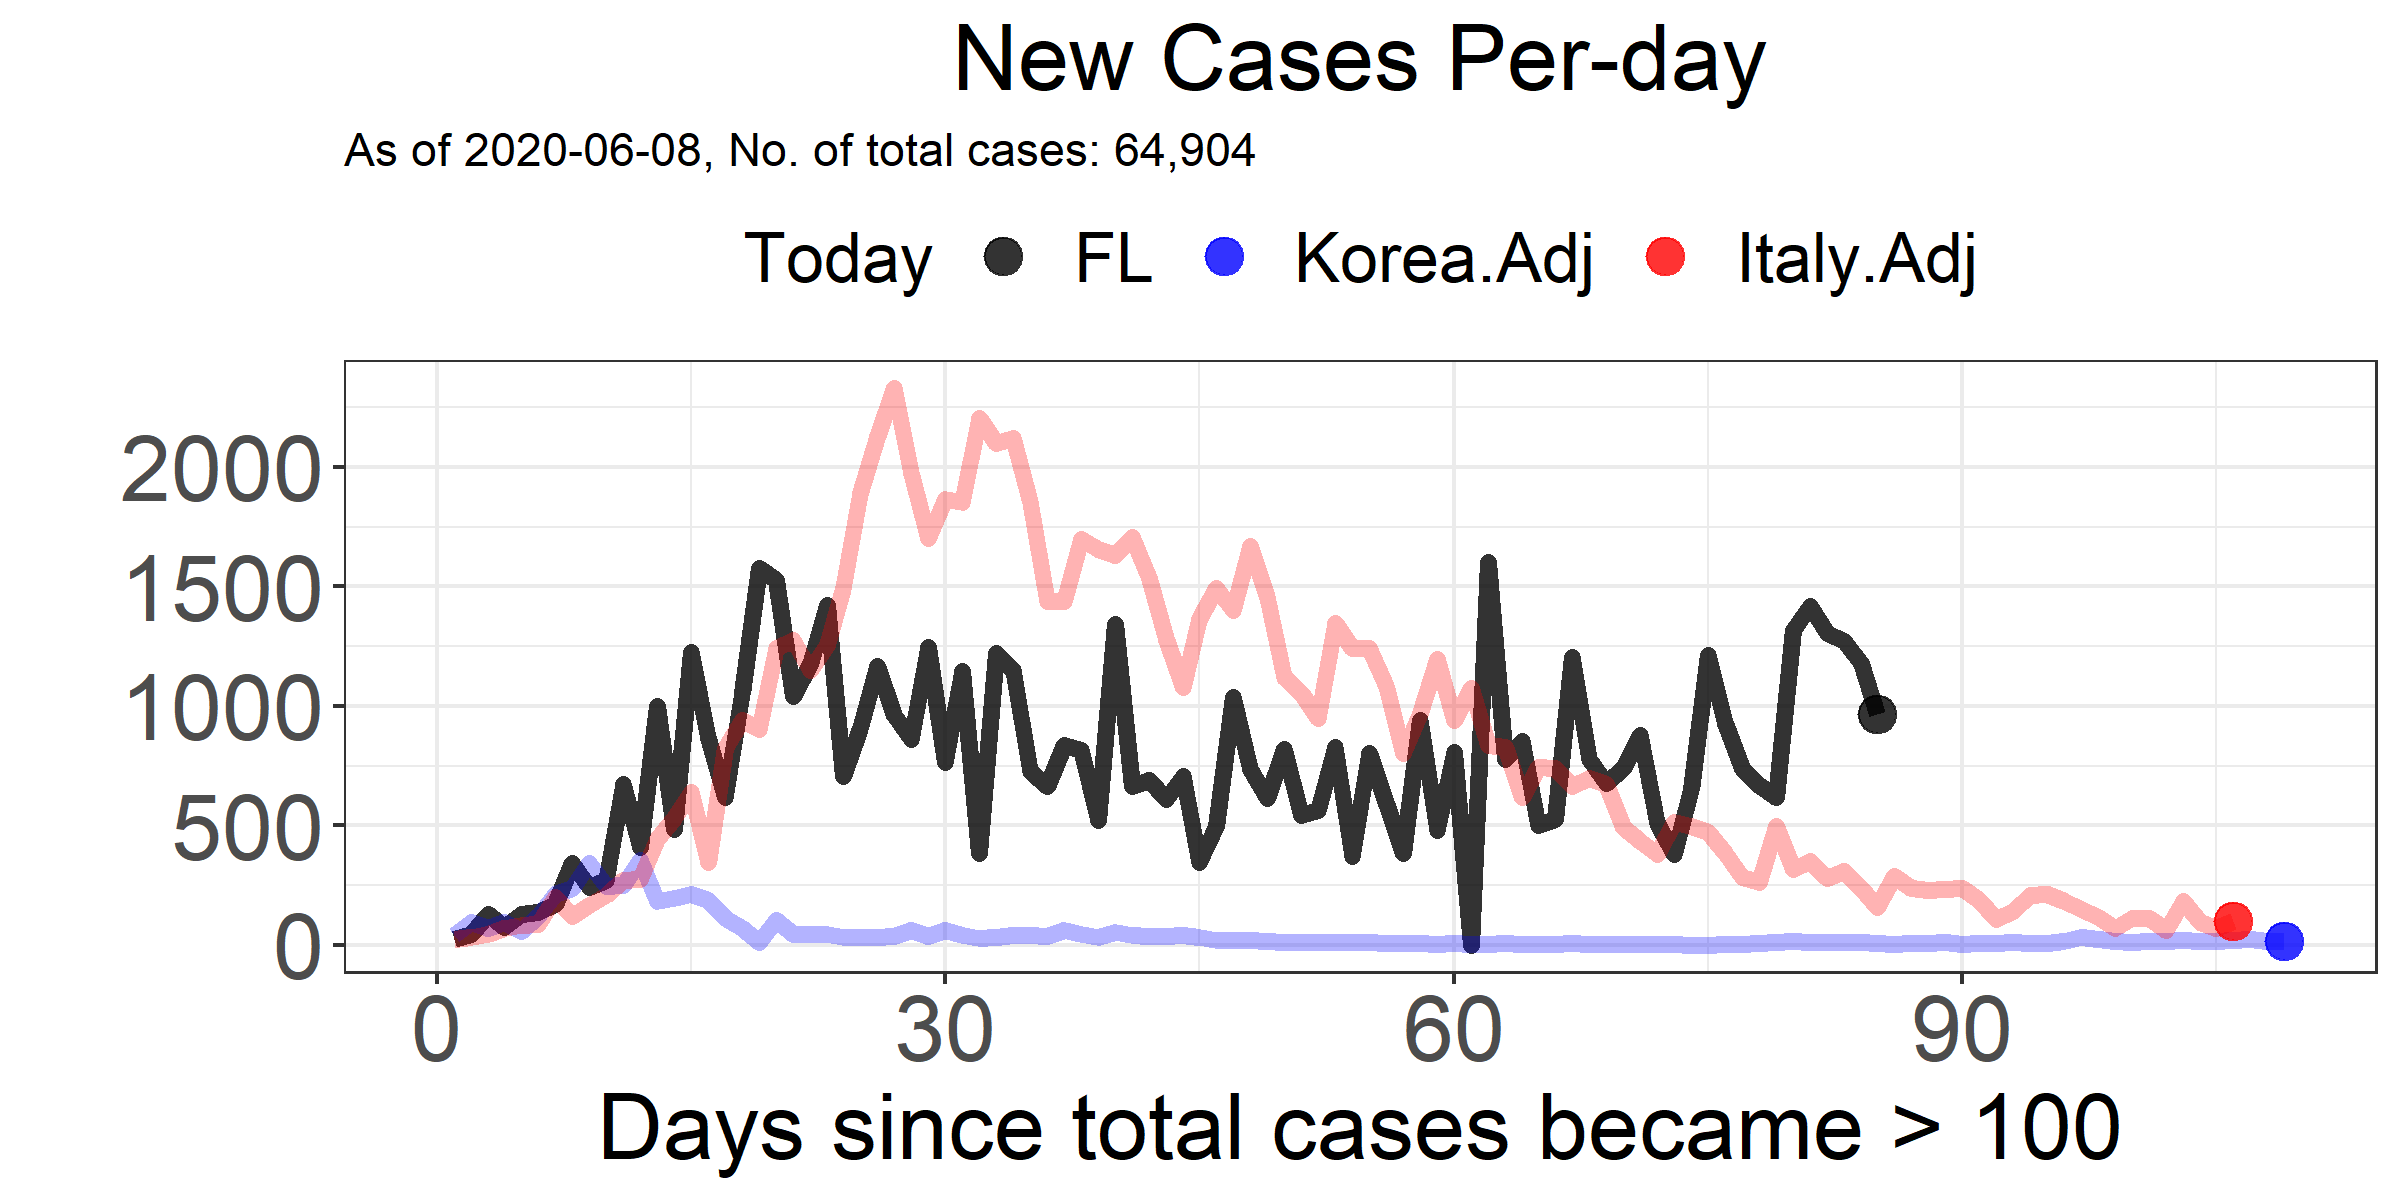 New Cases Per-day
As of 2020-06-08, No. of total cases: 64,904
Today FL Korea.Adj Italy.Adj
2000
1500
1000
500
0
0 30 60 90
Days since total cases became > 100